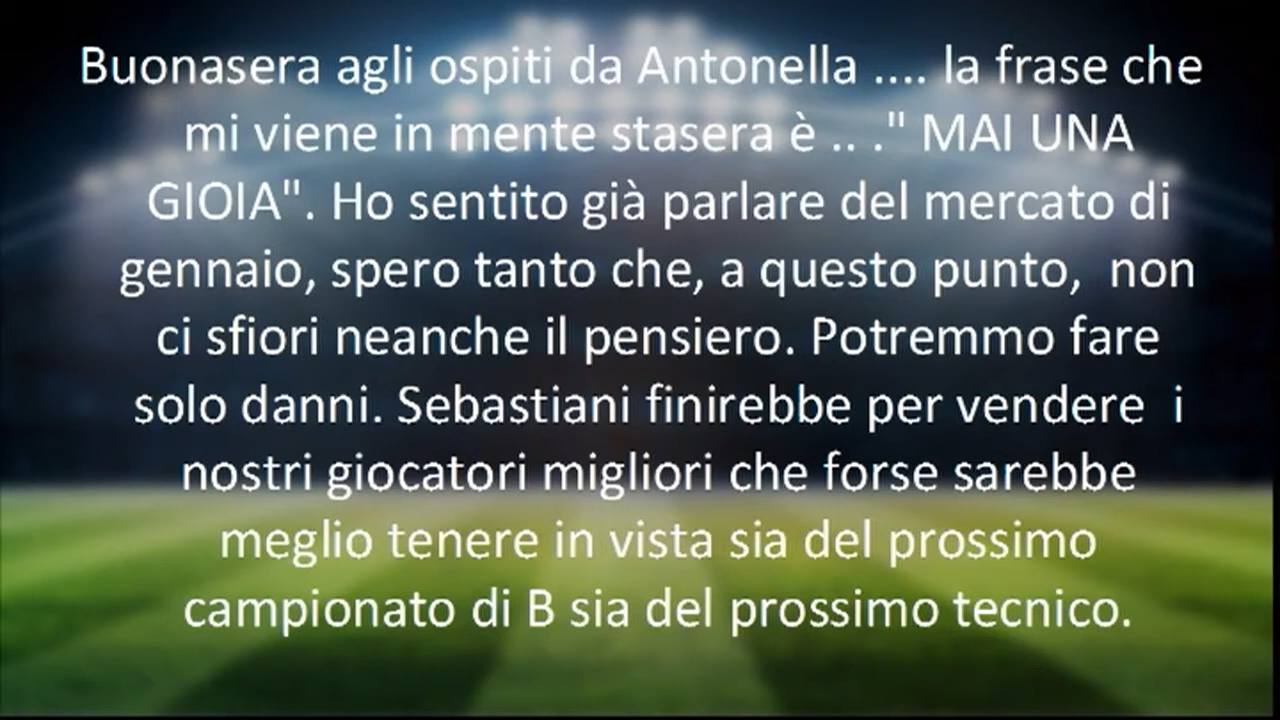 Buonasera agli ospiti da Antonella .... la frase che
mi viene in mente stasera è .. ." MAI UNA
GIOIA". Ho sentito già parlare del mercato di
gennaio, spero tanto che, a questo punto,  non
ci sfiori neanche il pensiero. Potremmo fare
solo danni. Sebastiani finirebbe per vendere  i
nostri giocatori migliori che forse sarebbe
meglio tenere in vista sia del prossimo
campionato di B sia del prossimo tecnico.